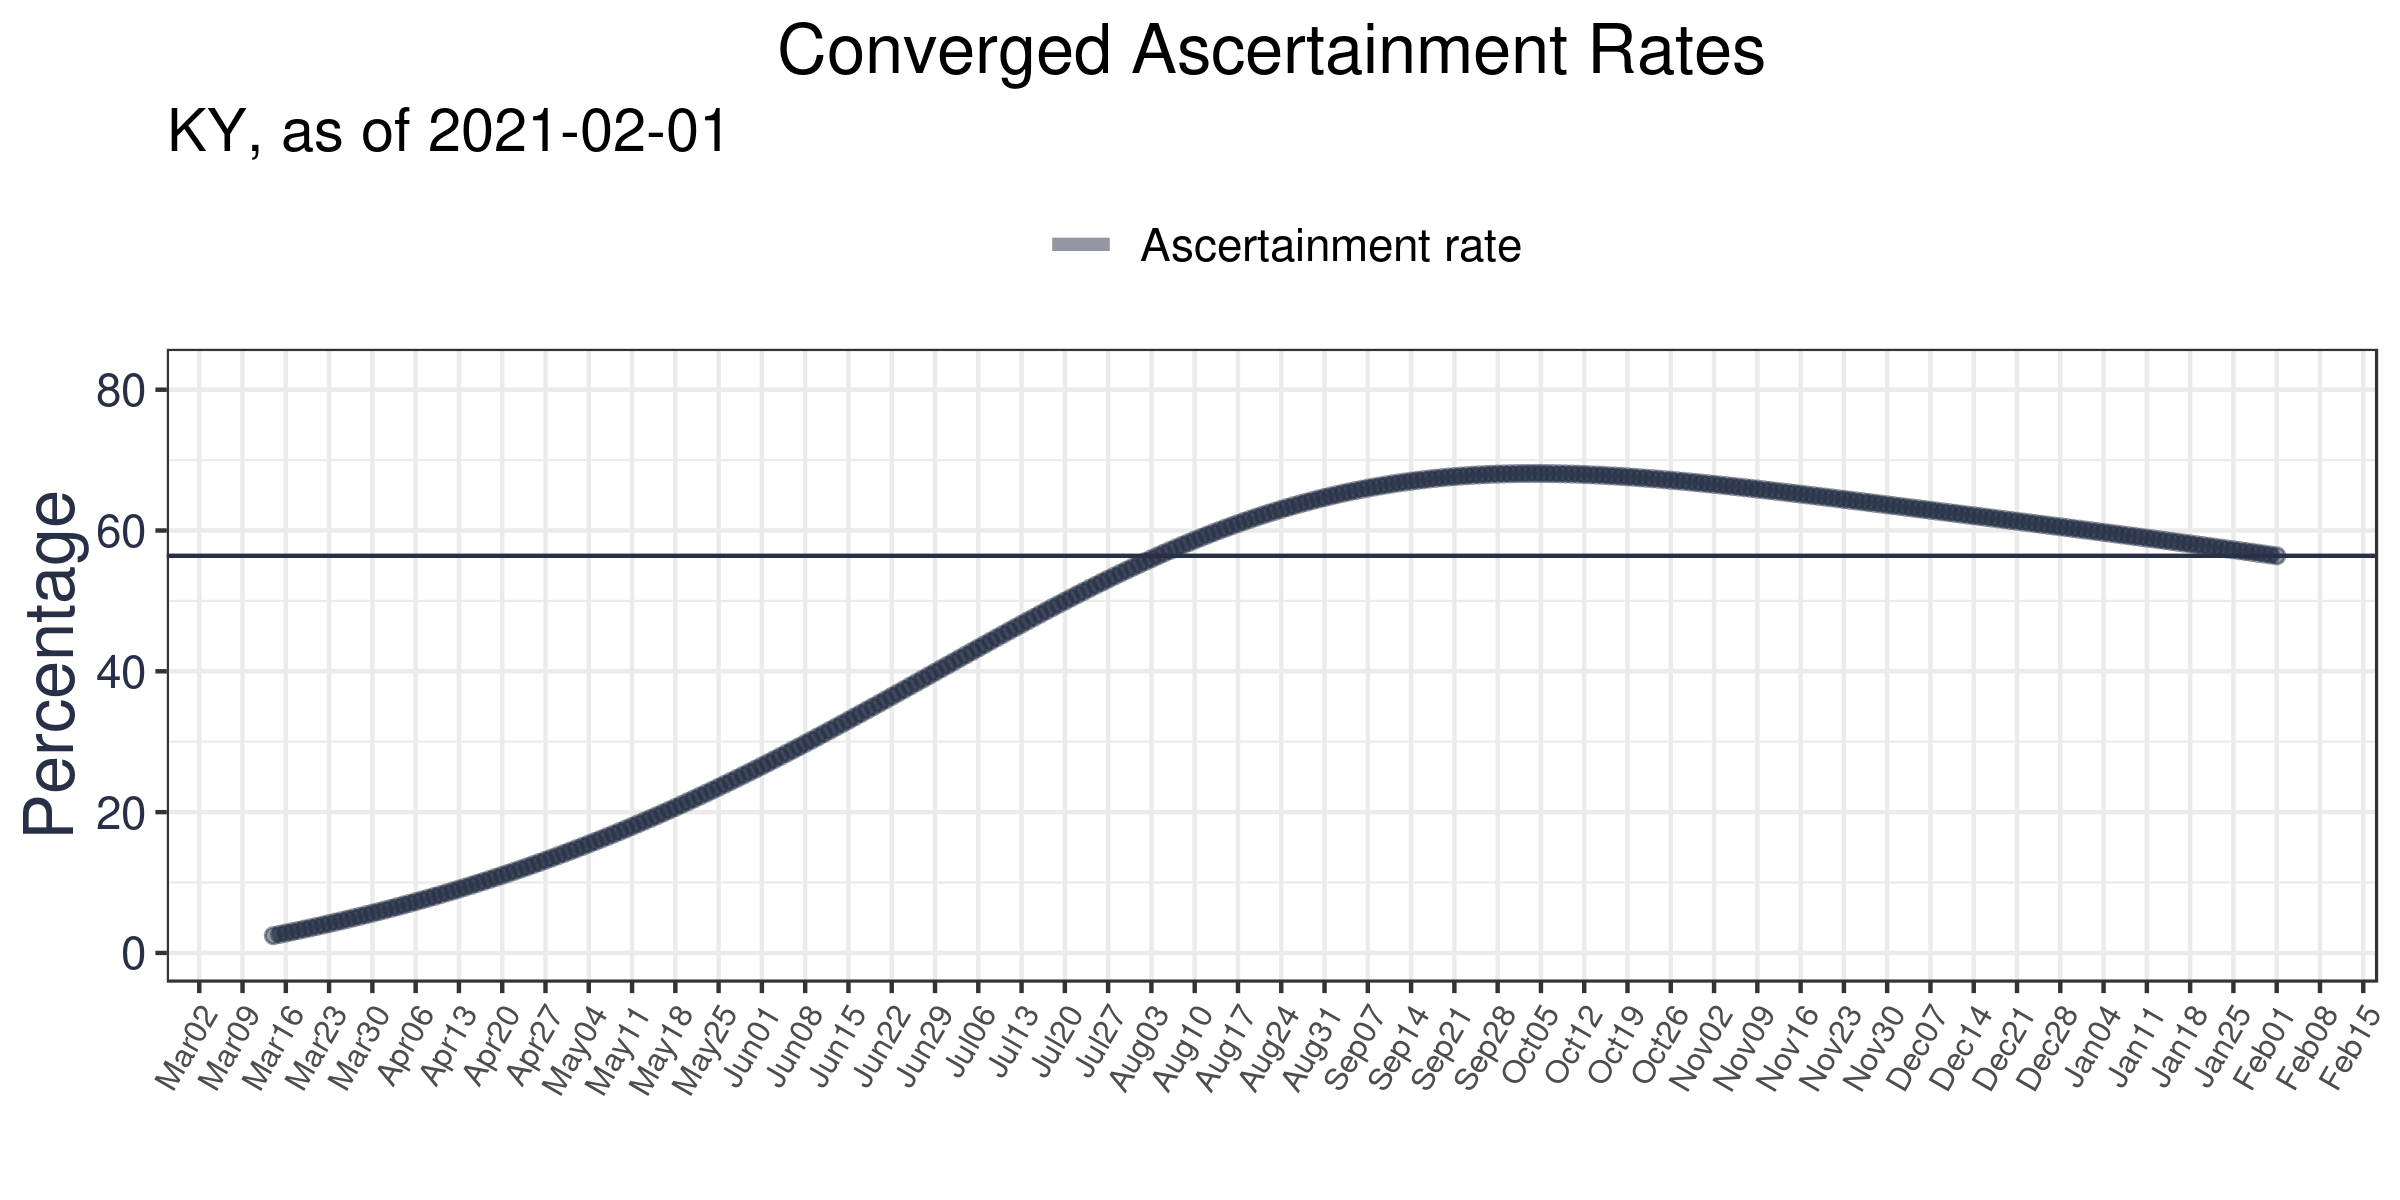 Converged Ascertainment Rates
KY, as of 2021-02-01
Ascertainment rate
Percentage
80
60
40
20
0
Mar02 Mar09 Mar16 Mar23 Mar30 Apr06 Apr13 Apr20 Apr27 May04 May11 May18 May25 Jun01 Jun08 Jun15 Jun22 Jun29 Jul06 Jul13 Jul20 Jul27 Aug03 Aug10 Aug17 Aug24 Aug31 Sep07 Sep14 Sep21 Sep28 Oct05 Oct12 Oct19 Oct26 Nov02 Nov09 Nov16 Nov23 Nov30 Dec07 Dec14 Dec21 Dec28 Jan04 Jan11 Jan18 Jan25 Feb01 Feb08 Feb15